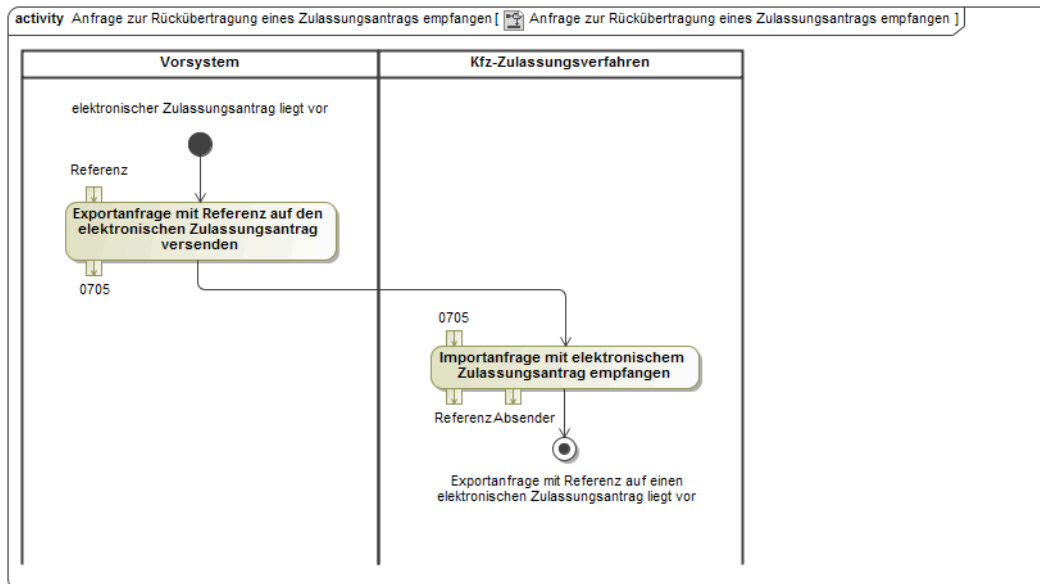 activity Anfrage zur Rückübertragung eines Zulassungsantrags empfangen [ Anfrage zur Rückübertragung eines Zulassungsantrags empfangen ]
Vorsystem
Kfz-Zulassungsverfahren
elektronischer Zulassungsantrag liegt vor
Referenz
Exportanfrage mit Referenz auf den
elektronischen Zulassungsantrag
versenden
0705
0705
Importanfrage mit elektronischem
Zulassungsantrag empfangen
Referenz Absender
Exportanfrage mit Referenz auf einen
elektronischen Zulassungsantrag liegt vor